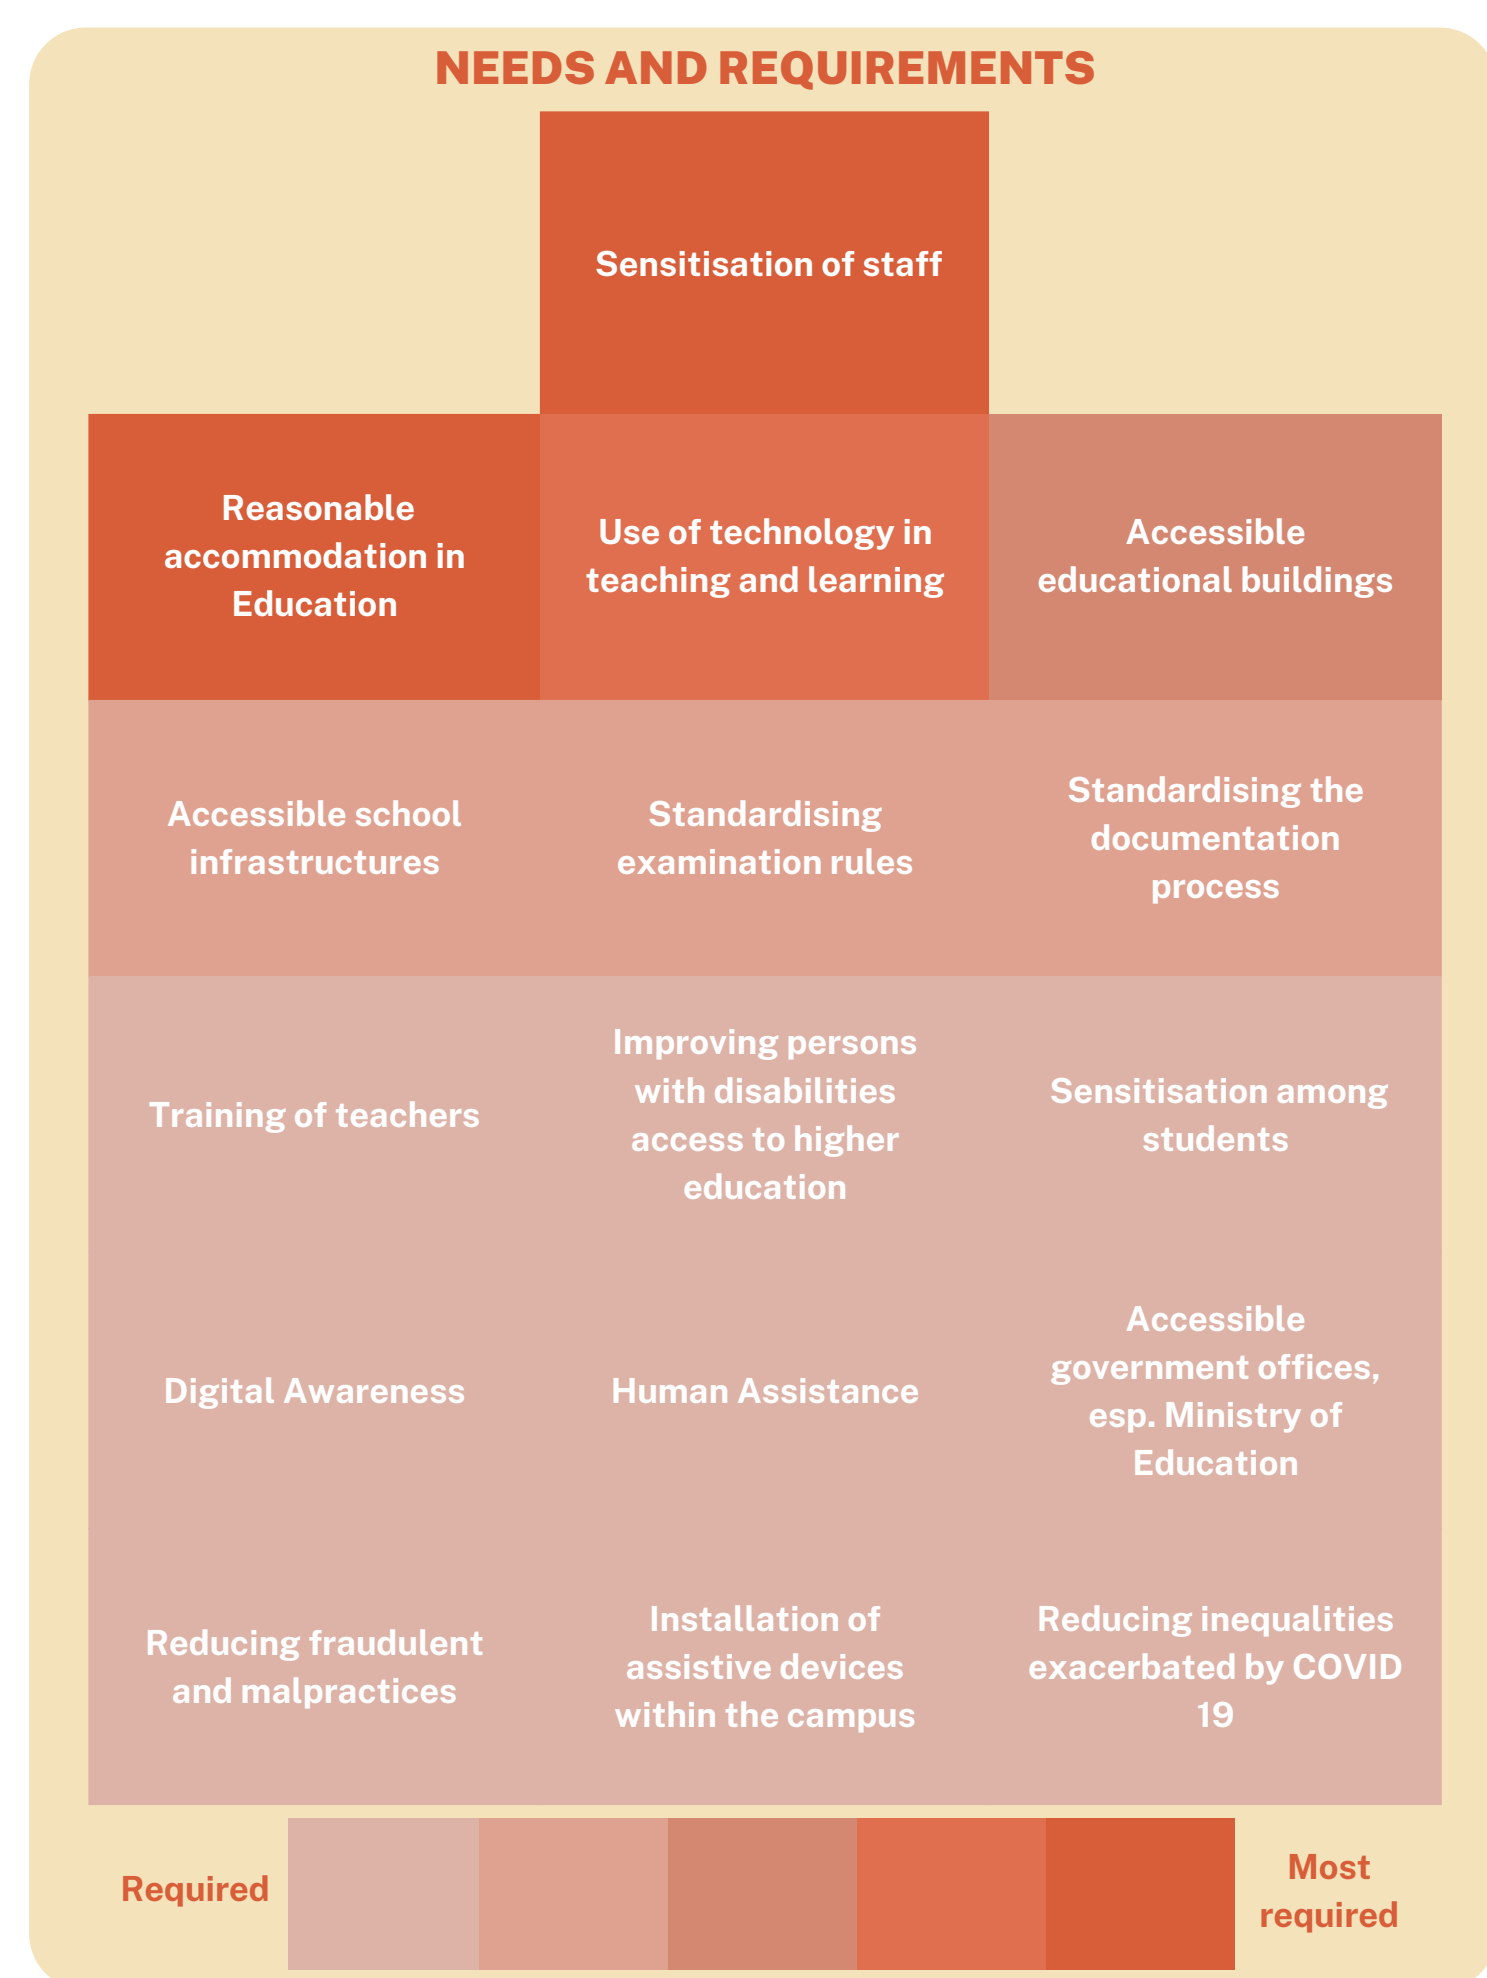 NEEDS AND REQUIREMENTS
Sensitisation of staff
Reasonable
accommodation in
Education
Use of technology in
teaching and learning
Accessible
educational buildings
Accessible school
infrastructures
Standardising
examination rules
Standardising the
documentation
process
Training of teachers
Improving persons
with disabilities
access to higher
education
Sensitisation among
students
Digital Awareness
Human Assistance
Accessible
government offices,
esp. Ministry of
Education
Reducing fraudulent
and malpractices
Installation of
assistive devices
within the campus
Reducing inequalities
exacerbated by COVID
19
Required
Most
required